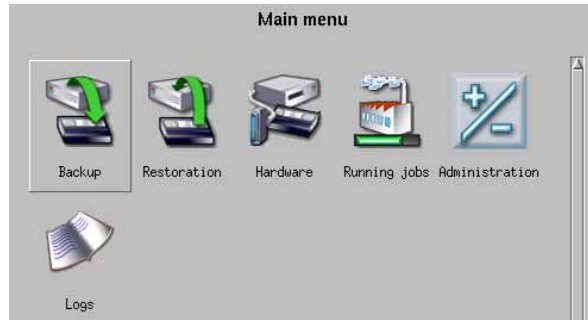 Main menu
Backup
Restoration
Hardware
Running jobs
Administration
Logs